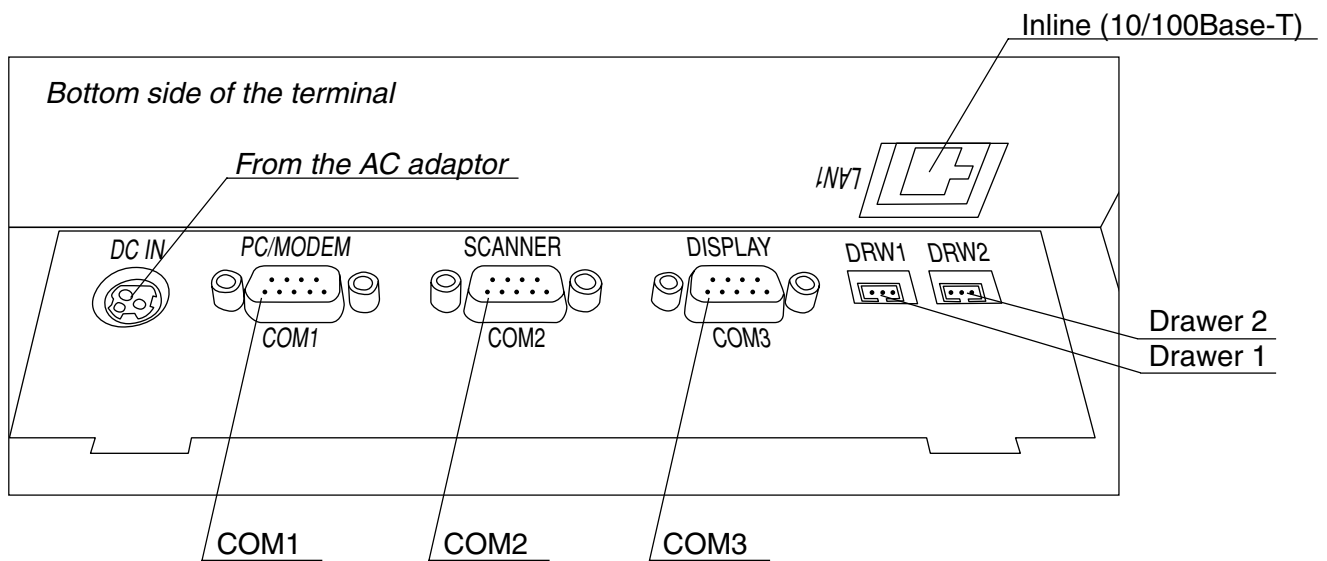 Inline (10/100Base-T)
Bottom side of the terminal
From the AC adaptor
LAN1
DC IN
PC/MODEM
SCANNER
DISPLAY
DRW1
DRW2
COM1
COM2
COM3
Drawer 2
Drawer 1
COM1
COM2
COM3